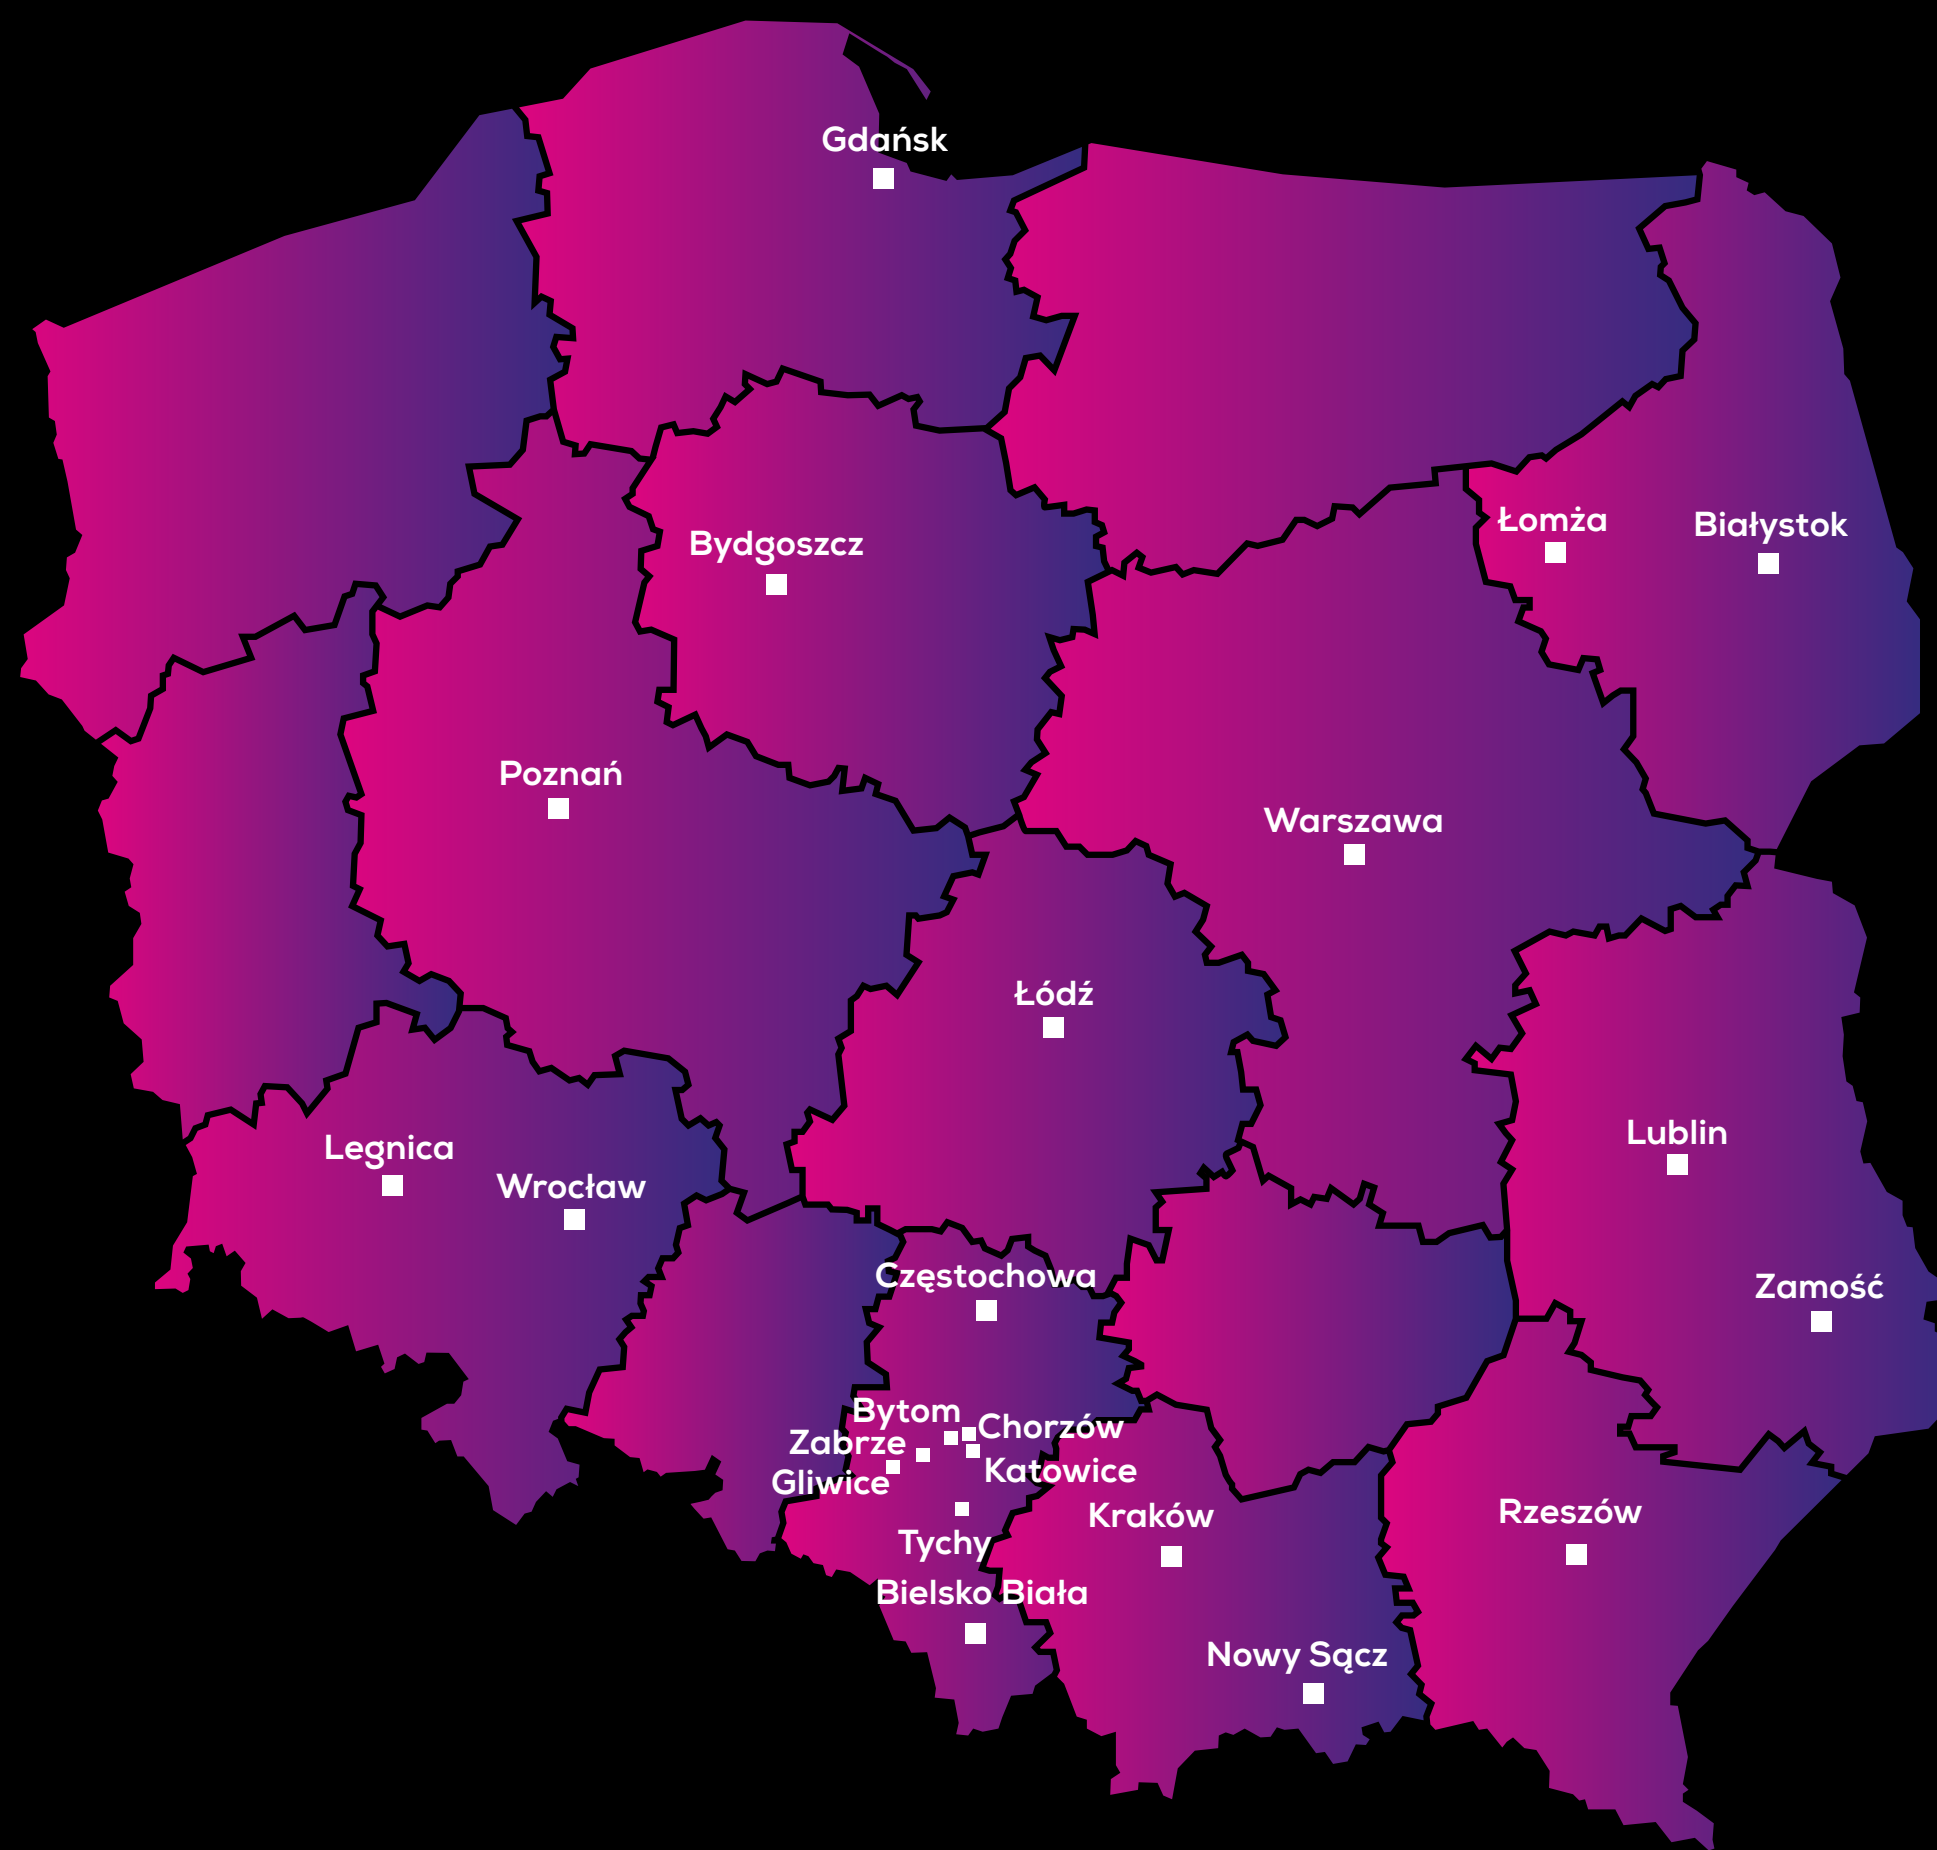 Gdańsk
Łomża
Białystok
Bydgoszcz
Poznań
Warszawa
Łódź
Lublin
Legnica
Wrocław
Częstochowa
Zamość
Bytom
Chorzów
Zabrze
Katowice
Gliwice
Kraków
Rzeszów
Tychy
Bielsko Biała
Nowy Sącz